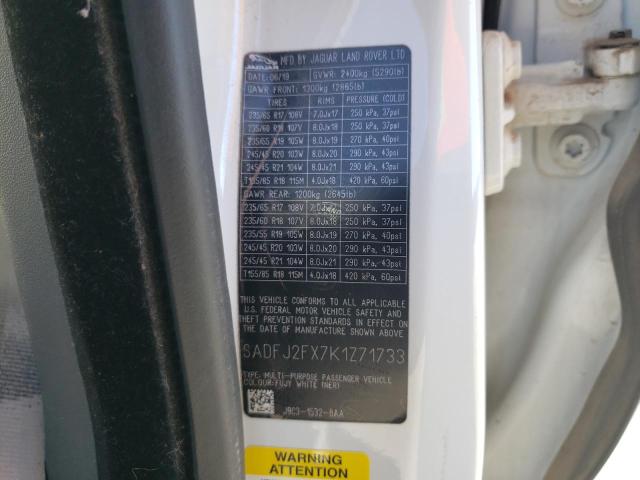 JAGUAR
MFD. BY JAGUAR LAND ROVER LTD
DATE: 06/19 GVWR: 2400kg (5290lb)
GAWR FRONT: 1300kg (2865lb)
TIRES RIMS PRESSURE (COLD)
235/65 R17 108V 7.0Jx17 250 kPa, 37psi
235/60 R18 107V 8.0Jx18 250 kPa, 37psi
235/55 R19 105W 8.0Jx19 270 kPa, 40psi
245/45 R20 103W 8.0Jx20 290 kPa, 43psi
245/45 R21 104W 8.0Jx21 290 kPa, 43psi
T155/85 R18 115M 4.0Jx18 420 kPa, 60psi
GAWR REAR: 1200kg (2645lb)
235/65 R17 108V 7.0Jx17 250 kPa, 37psi
235/60 R18 107V 8.0Jx18 250 kPa, 37psi
235/55 R19 105W 8.0Jx19 270 kPa, 40psi
245/45 R20 103W 8.0Jx20 290 kPa, 43psi
245/45 R21 104W 8.0Jx21 290 kPa, 43psi
T155/85 R18 115M 4.0Jx18 420 kPa, 60psi
THIS VEHICLE CONFORMS TO ALL APPLICABLE
U.S. FEDERAL MOTOR VEHICLE SAFETY AND
THEFT PREVENTION STANDARDS IN EFFECT ON
THE DATE OF MANUFACTURE SHOWN ABOVE.
SADFJ2FX7K1Z71733
TYPE: MULTI-PURPOSE PASSENGER VEHICLE
COLOUR: FUJI WHITE (NER)
J9C3-1532-BAA
WARNING
ATTENTION